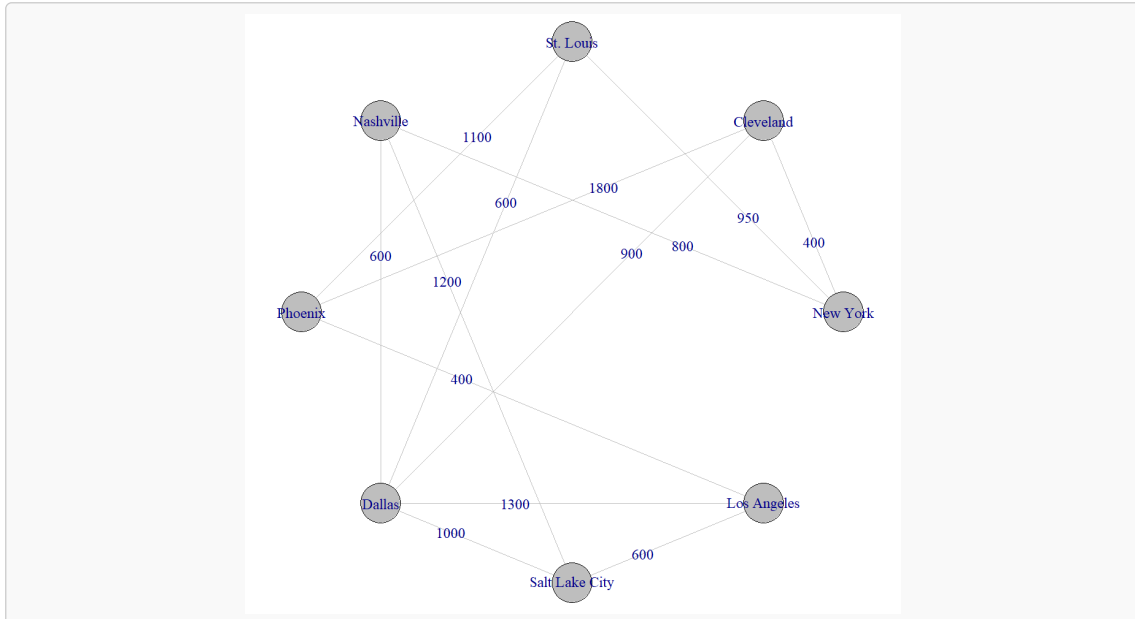 St. Louis
Nashville
Cleveland
1100
1800
600
950
400
800
900
600
1200
Phoenix
New York
400
Dallas
1300
Los Angeles
1000
600
Salt Lake City